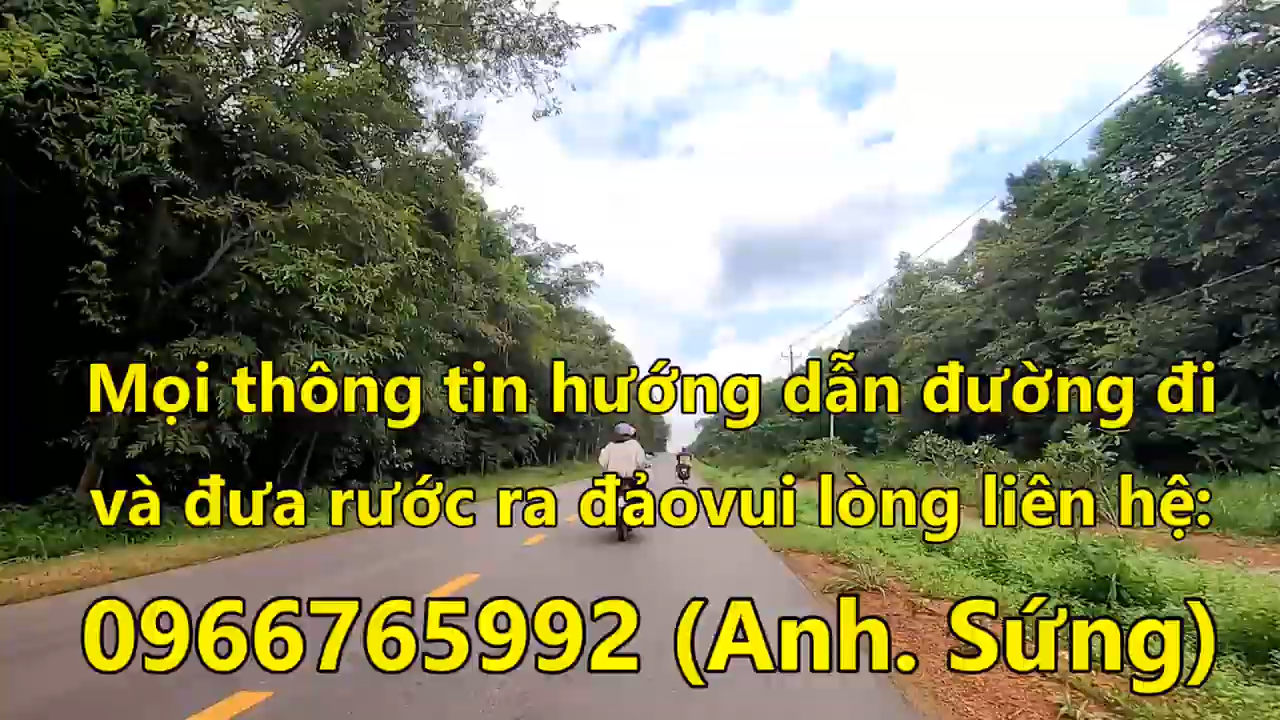 Mọi thông tin hướng dẫn đường đi
và đưa rước ra đảovui lòng liên hệ:
0966765992 (Anh. Sứng)